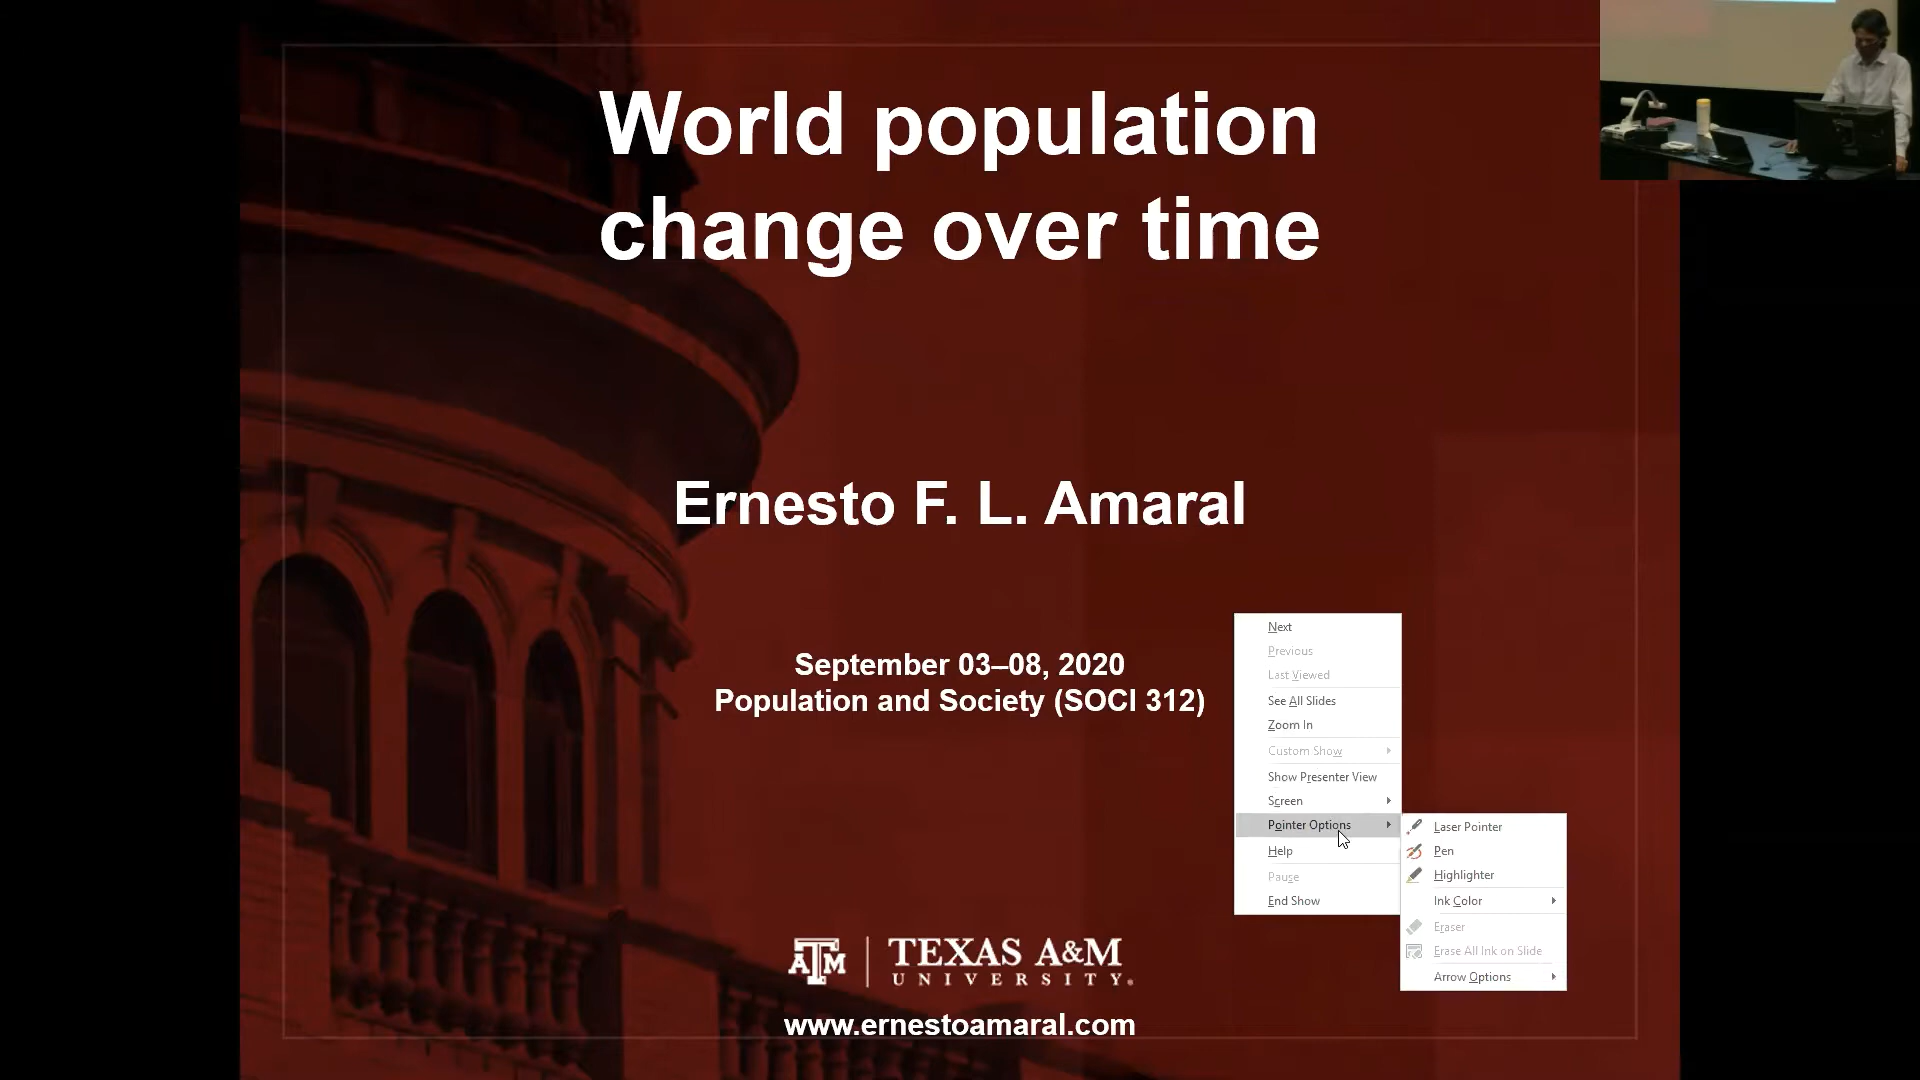 World population
change over time
Ernesto F. L. Amaral
September 03–08, 2020
Population and Society (SOCI 312)
Next
Previous
Last Viewed
See All Slides
Zoom In
Custom Show
Show Presenter View
Screen
Pointer Options
Help
Pause
End Show
Laser Pointer
Pen
Highlighter
Ink Color
Eraser
Erase All Ink on Slide
Arrow Options
ATM
TEXAS A&M
UNIVERSITY®
www.ernestoamaral.com